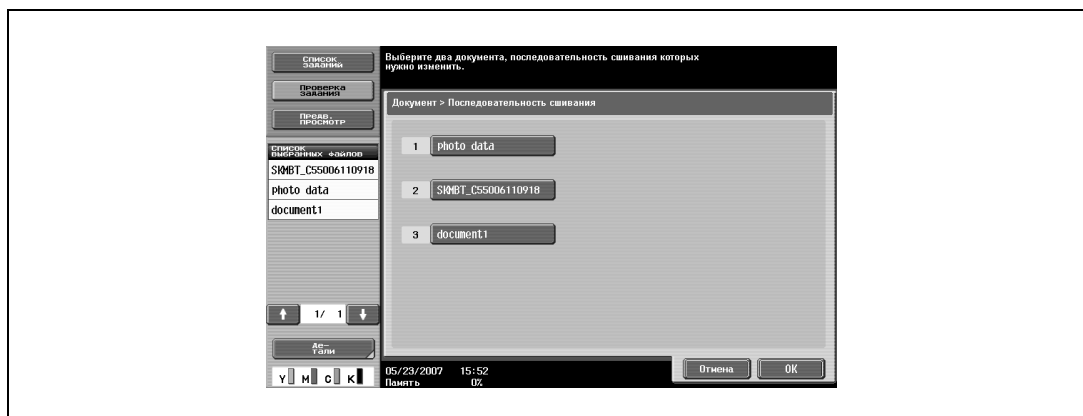 Список
заданий
Проверка
задания
Предв.
просмотр
Список
выбранных файлов
SKMBT_C55006110918
photo data
document1
1/ 1
Де-
тали
Y M C K
Выберите два документа, последовательность сшивания которых
нужно изменить.
Документ > Последовательность сшивания
1 photo data
2 SKMBT_C55006110918
3 document1
05/23/2007 15:52
Память 0%
Отмена OK